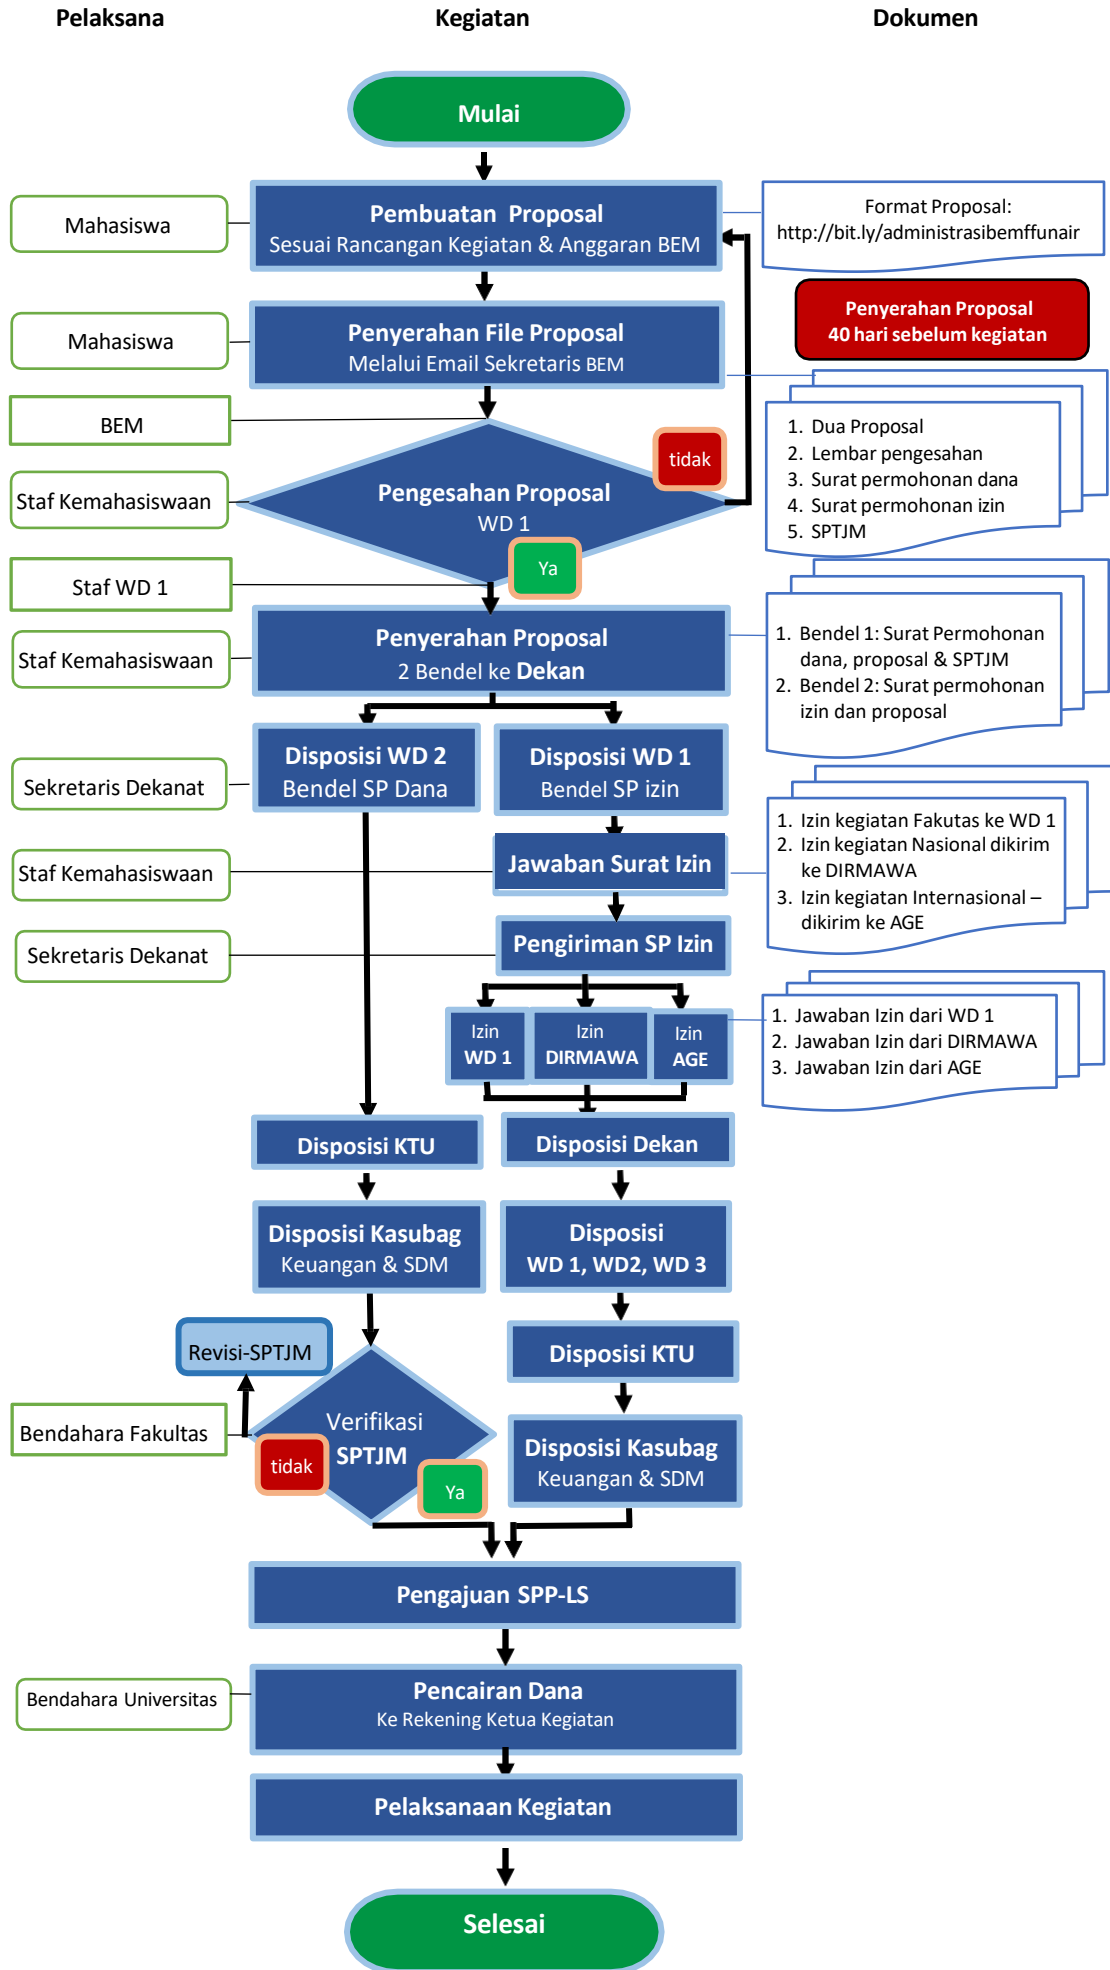 Pelaksana Kegiatan Dokumen
Mulai
Mahasiswa
Pembuatan Proposal
Sesuai Rancangan Kegiatan & Anggaran BEM
Format Proposal:
http://bit.ly/administrasibemffunair
Penyerahan Proposal
40 hari sebelum kegiatan
Mahasiswa
Penyerahan File Proposal
Melalui Email Sekretaris BEM
BEM
tidak
Staf Kemahasiswaan
Pengesahan Proposal
WD 1
1. Dua Proposal
2. Lembar pengesahan
3. Surat permohonan dana
4. Surat permohonan izin
5. SPTJM
Ya
Staf WD 1
Staf Kemahasiswaan
Penyerahan Proposal
2 Bendel ke Dekan
1. Bendel 1: Surat Permohonan
dana, proposal & SPTJM
2. Bendel 2: Surat permohonan
izin dan proposal
Sekretaris Dekanat
Disposisi WD 2
Bendel SP Dana
Disposisi WD 1
Bendel SP izin
Staf Kemahasiswaan
Jawaban Surat Izin
1. Izin kegiatan Fakutas ke WD 1
2. Izin kegiatan Nasional dikirim
ke DIRMAWA
3. Izin kegiatan Internasional –
dikirim ke AGE
Sekretaris Dekanat
Pengiriman SP Izin
Izin
WD 1
Izin
DIRMAWA
Izin
AGE
1. Jawaban Izin dari WD 1
2. Jawaban Izin dari DIRMAWA
3. Jawaban Izin dari AGE
Disposisi KTU
Disposisi Dekan
Disposisi Kasubag
Keuangan & SDM
Disposisi
WD 1, WD2, WD 3
Revisi-SPTJM
Disposisi KTU
Bendahara Fakultas
Verifikasi
SPTJM
tidak
Ya
Disposisi Kasubag
Keuangan & SDM
Pengajuan SPP-LS
Bendahara Universitas
Pencairan Dana
Ke Rekening Ketua Kegiatan
Pelaksanaan Kegiatan
Selesai